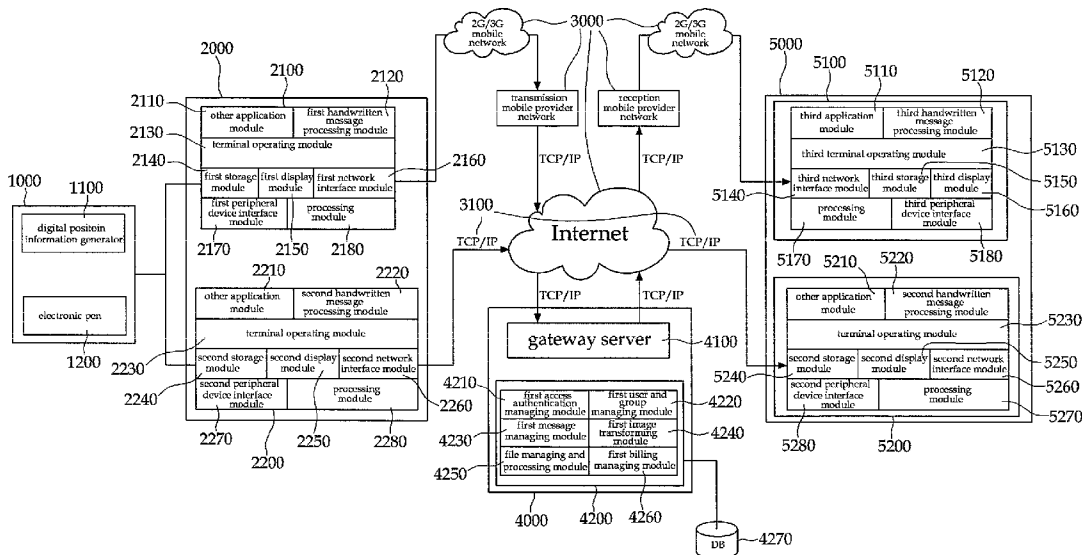 1000
1100
digital positoin
information generator
electronic pen
1200
2000
2100
2110
2120
other application
module
first handwritten
message
processing module
2130
terminal operating module
2140
2160
first storage
module
first display
module
first network
interface module
first peripheral
device interface
module
processing
module
2170
2150
2180
2210
2220
other application
module
second handwritten
message
processing module
terminal operating module
2230
second storage
module
second display
module
second network
interface module
2240
second peripheral
device interface
module
processing
module
2260
2270
2250
2280
2200
2G/3G
mobile
network
3000
2G/3G
mobile
network
transmission
mobile provider
network
reception
mobile provider
network
TCP/IP
TCP/IP
3100
Internet
TCP/IP
TCP/IP
TCP/IP
TCP/IP
gateway server
4100
4210
first access
authentication
managing module
first user and
group
managing module
4220
4230
first message
managing module
first image
transforming
module
4240
4250
file managing and
processing module
first billing
managing module
4000
4200
4260
DB
4270
5000
5100
5110
5120
third application
module
third handwritten
message
processing module
5130
third terminal operating module
5150
third network
interface module
third storage
module
third display
module
5140
5160
processing
module
third peripheral
device interface
module
5170
5180
5210
5220
other application
module
second handwritten
message
processing module
5230
terminal operating module
5250
second storage
module
second display
module
second network
interface module
5240
5260
second peripheral
device interface
module
processing
module
5270
5280
5200